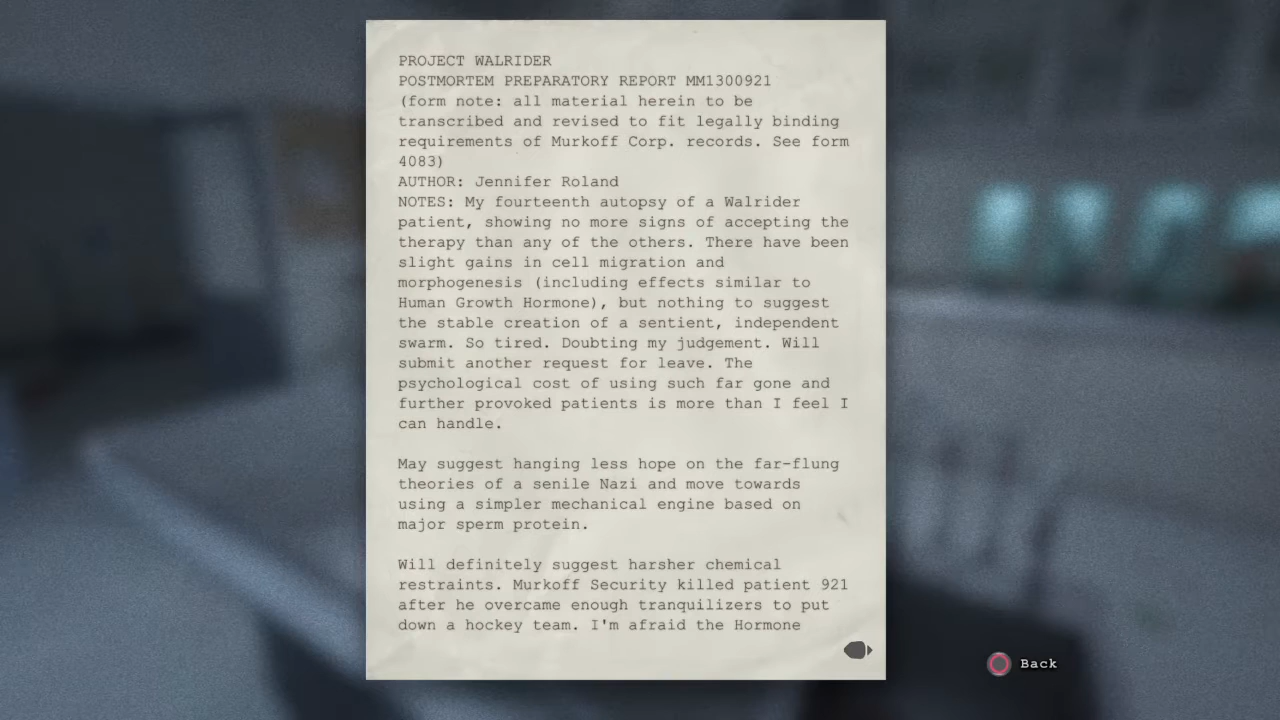 PROJECT WALRIDER
POSTMORTEM PREPARATORY REPORT MM1300921
(form note: all material herein to be
transcribed and revised to fit legally binding
requirements of Murkoff Corp. records. See form
4083)
AUTHOR: Jennifer Roland
NOTES: My fourteenth autopsy of a Walrider
patient, showing no more signs of accepting the
therapy than any of the others. There have been
slight gains in cell migration and
morphogenesis (including effects similar to
Human Growth Hormone), but nothing to suggest
the stable creation of a sentient, independent
swarm. So tired. Doubting my judgement. Will
submit another request for leave. The
psychological cost of using such far gone and
further provoked patients is more than I feel I
can handle.
May suggest hanging less hope on the far-flung
theories of a senile Nazi and move towards
using a simpler mechanical engine based on
major sperm protein.
Will definitely suggest harsher chemical
restraints. Murkoff Security killed patient 921
after he overcame enough tranquilizers to put
down a hockey team. I'm afraid the Hormone
Back